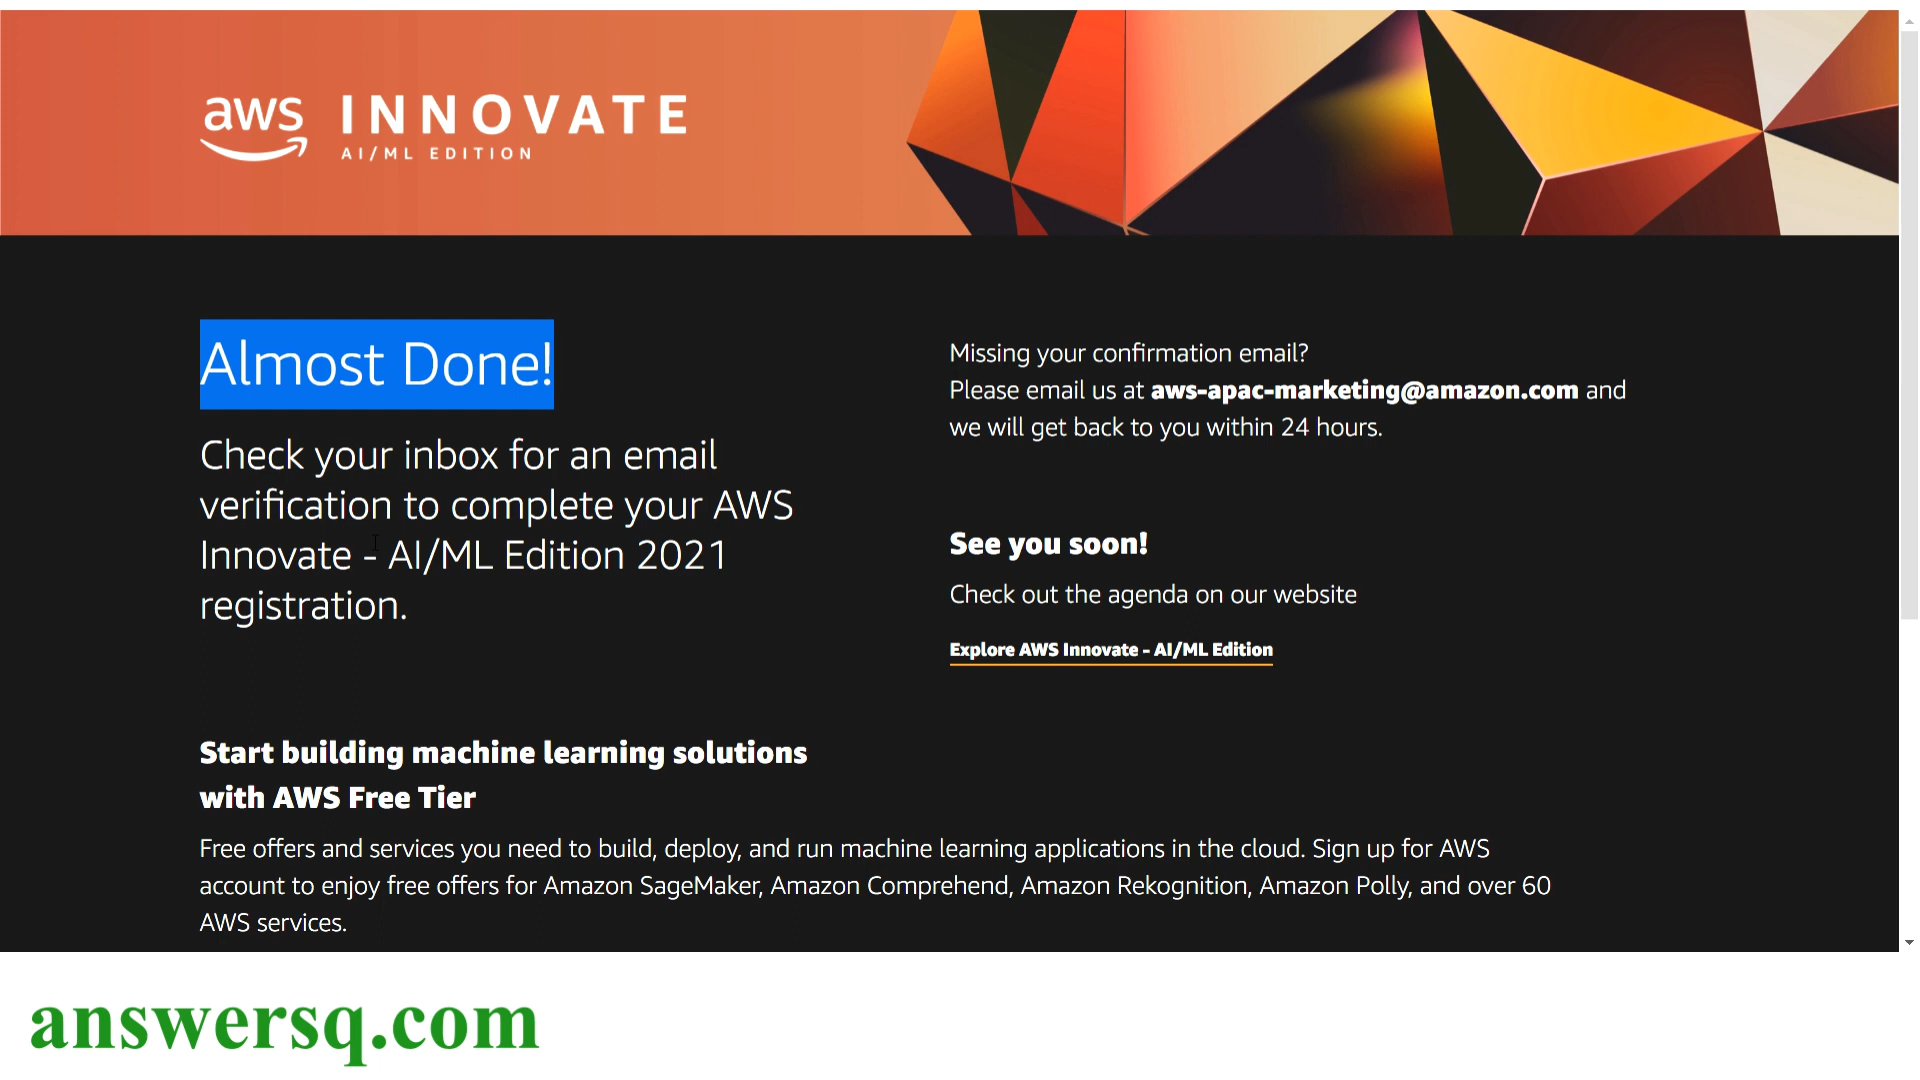 aws INNOVATE
AI/ML EDITION
Almost Done!
Check your inbox for an email
verification to complete your AWS
Innovate - AI/ML Edition 2021
registration.
Missing your confirmation email?
Please email us at aws-apac-marketing@amazon.com and
we will get back to you within 24 hours.
See you soon!
Check out the agenda on our website
Explore AWS Innovate - AI/ML Edition
Start building machine learning solutions
with AWS Free Tier
Free offers and services you need to build, deploy, and run machine learning applications in the cloud. Sign up for AWS
account to enjoy free offers for Amazon SageMaker, Amazon Comprehend, Amazon Rekognition, Amazon Polly, and over 60
AWS services.
answersq.com